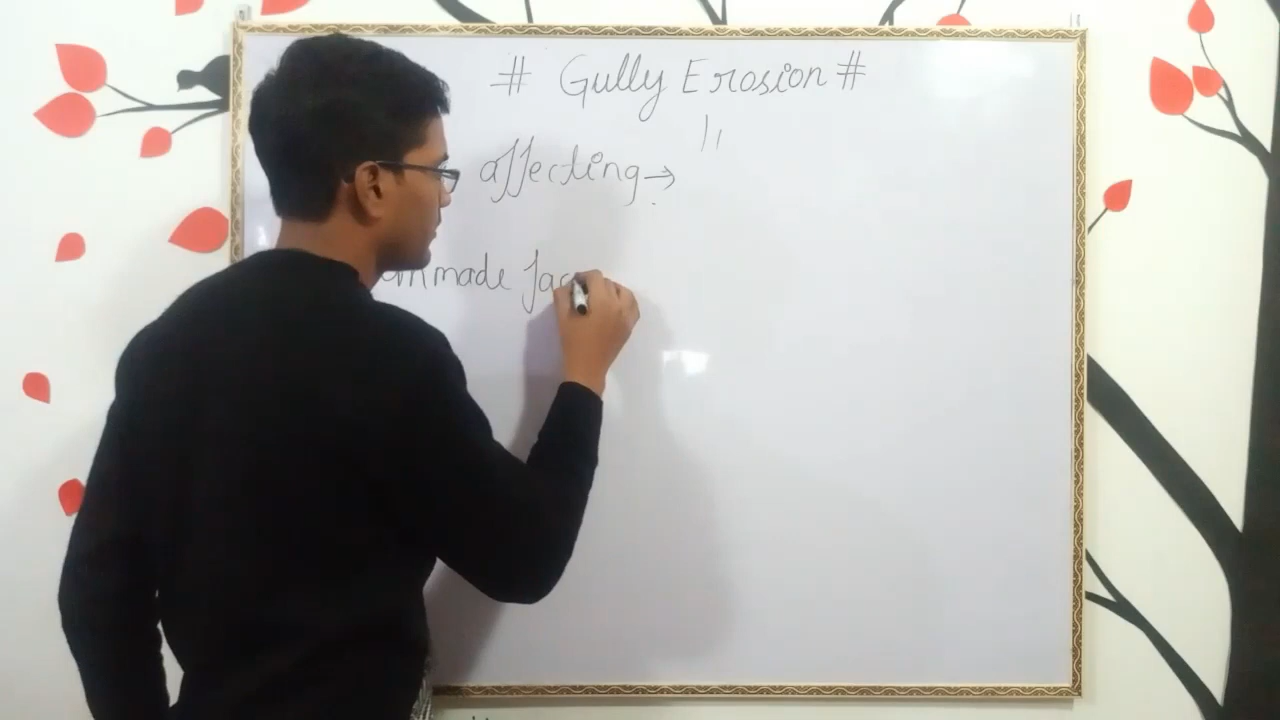 # Gully Erosion #
affecting →
made